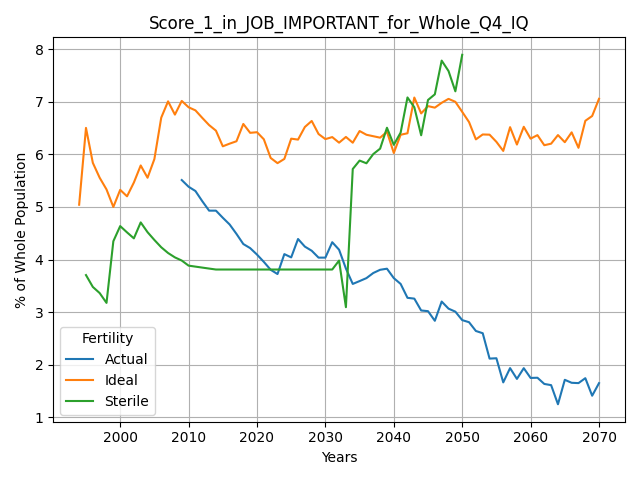 Score_1_in_JOB_IMPORTANT_for_Whole_Q4_IQ
% of Whole Population
8
7
6
5
4
3
2
1
Fertility
Actual
Ideal
Sterile
2000 2010 2020 2030 2040 2050 2060 2070
Years